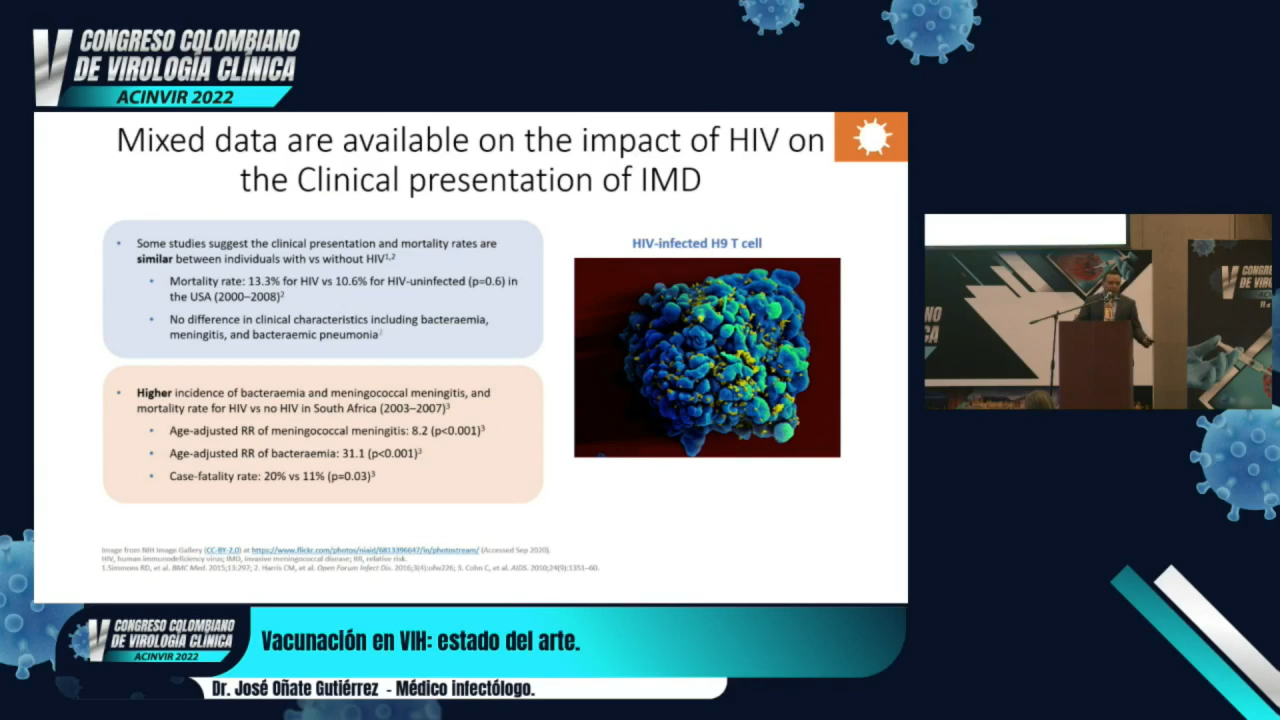 V CONGRESO COLOMBIANO
DE VIROLOGÍA CLÍNICA
ACINVIR 2022
Mixed data are available on the impact of HIV on
the Clinical presentation of IMD
• Some studies suggest the clinical presentation and mortality rates are
similar between individuals with vs without HIV1,2
• Mortality rate: 13.3% for HIV vs 10.6% for HIV-uninfected (p=0.6) in
the USA (2000–2008)2
• No difference in clinical characteristics including bacteraemia,
meningitis, and bacteraemic pneumonia2
• Higher incidence of bacteraemia and meningococcal meningitis, and
mortality rate for HIV vs no HIV in South Africa (2003–2007)3
• Age-adjusted RR of meningococcal meningitis: 8.2 (p<0.001)3
• Age-adjusted RR of bacteraemia: 31.1 (p<0.001)3
• Case-fatality rate: 20% vs 11% (p=0.03)3
HIV-infected H9 T cell
Image from NIH Image Gallery (CC-BY-2.0) at https://www.flickr.com/photos/niaid/6813396647/in/photostream/ (Accessed Sep 2020).
HIV, human immunodeficiency virus; IMD, invasive meningococcal disease; RR, relative risk.
1.Simmons RD, et al. BMC Med. 2015;13:297; 2. Harris CM, et al. Open Forum Infect Dis. 2016;3(4):ofw226; 3. Cohn C, et al. AIDS. 2010;24(9):1351–60.
V CONGRESO COLOMBIANO
DE VIROLOGÍA CLÍNICA
ACINVIR 2022
Vacunación en VIH: estado del arte.
Dr. José Oñate Gutiérrez - Médico infectólogo.